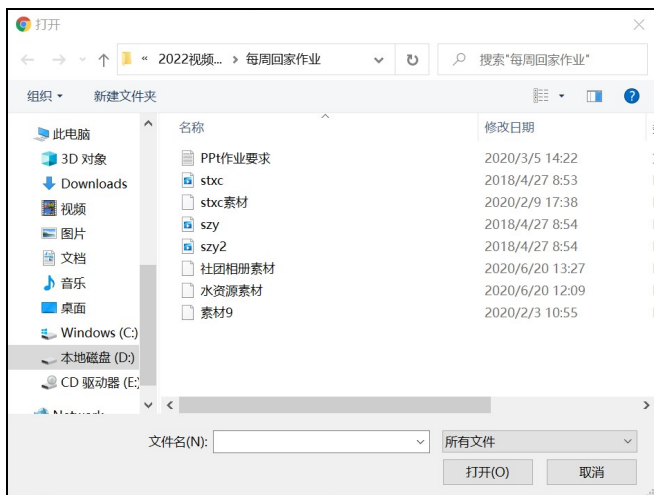 打开
« 2022视频... › 每周回家作业
搜索"每周回家作业"
组织
新建文件夹
名称
修改日期
此电脑
3D 对象
Downloads
视频
图片
文档
音乐
桌面
Windows (C:)
本地磁盘 (D:)
CD 驱动器 (E:)
PPt作业要求 2020/3/5 14:22
stxc 2018/4/27 8:53
stxc素材 2020/2/9 17:38
szy 2018/4/27 8:54
szy2 2018/4/27 8:54
社团相册素材 2020/6/20 13:27
水资源素材 2020/6/20 12:09
素材9 2020/2/3 10:55
文件名(N):
所有文件
打开(O)
取消